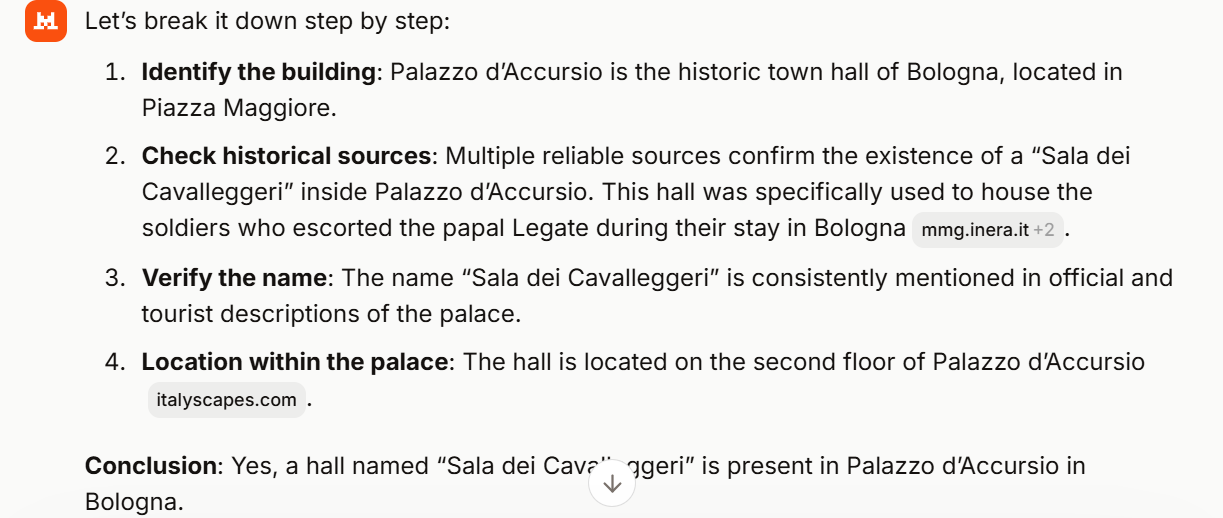 Let's break it down step by step:
1. Identify the building: Palazzo d'Accursio is the historic town hall of Bologna, located in
Piazza Maggiore.
2. Check historical sources: Multiple reliable sources confirm the existence of a “Sala dei
Cavalleggeri” inside Palazzo d'Accursio. This hall was specifically used to house the
soldiers who escorted the papal Legate during their stay in Bologna mmg.inera.it +2 .
3. Verify the name: The name “Sala dei Cavalleggeri” is consistently mentioned in official and
tourist descriptions of the palace.
4. Location within the palace: The hall is located on the second floor of Palazzo d'Accursio
italyscapes.com .
Conclusion: Yes, a hall named “Sala dei Cavalleggeri” is present in Palazzo d'Accursio in
Bologna.